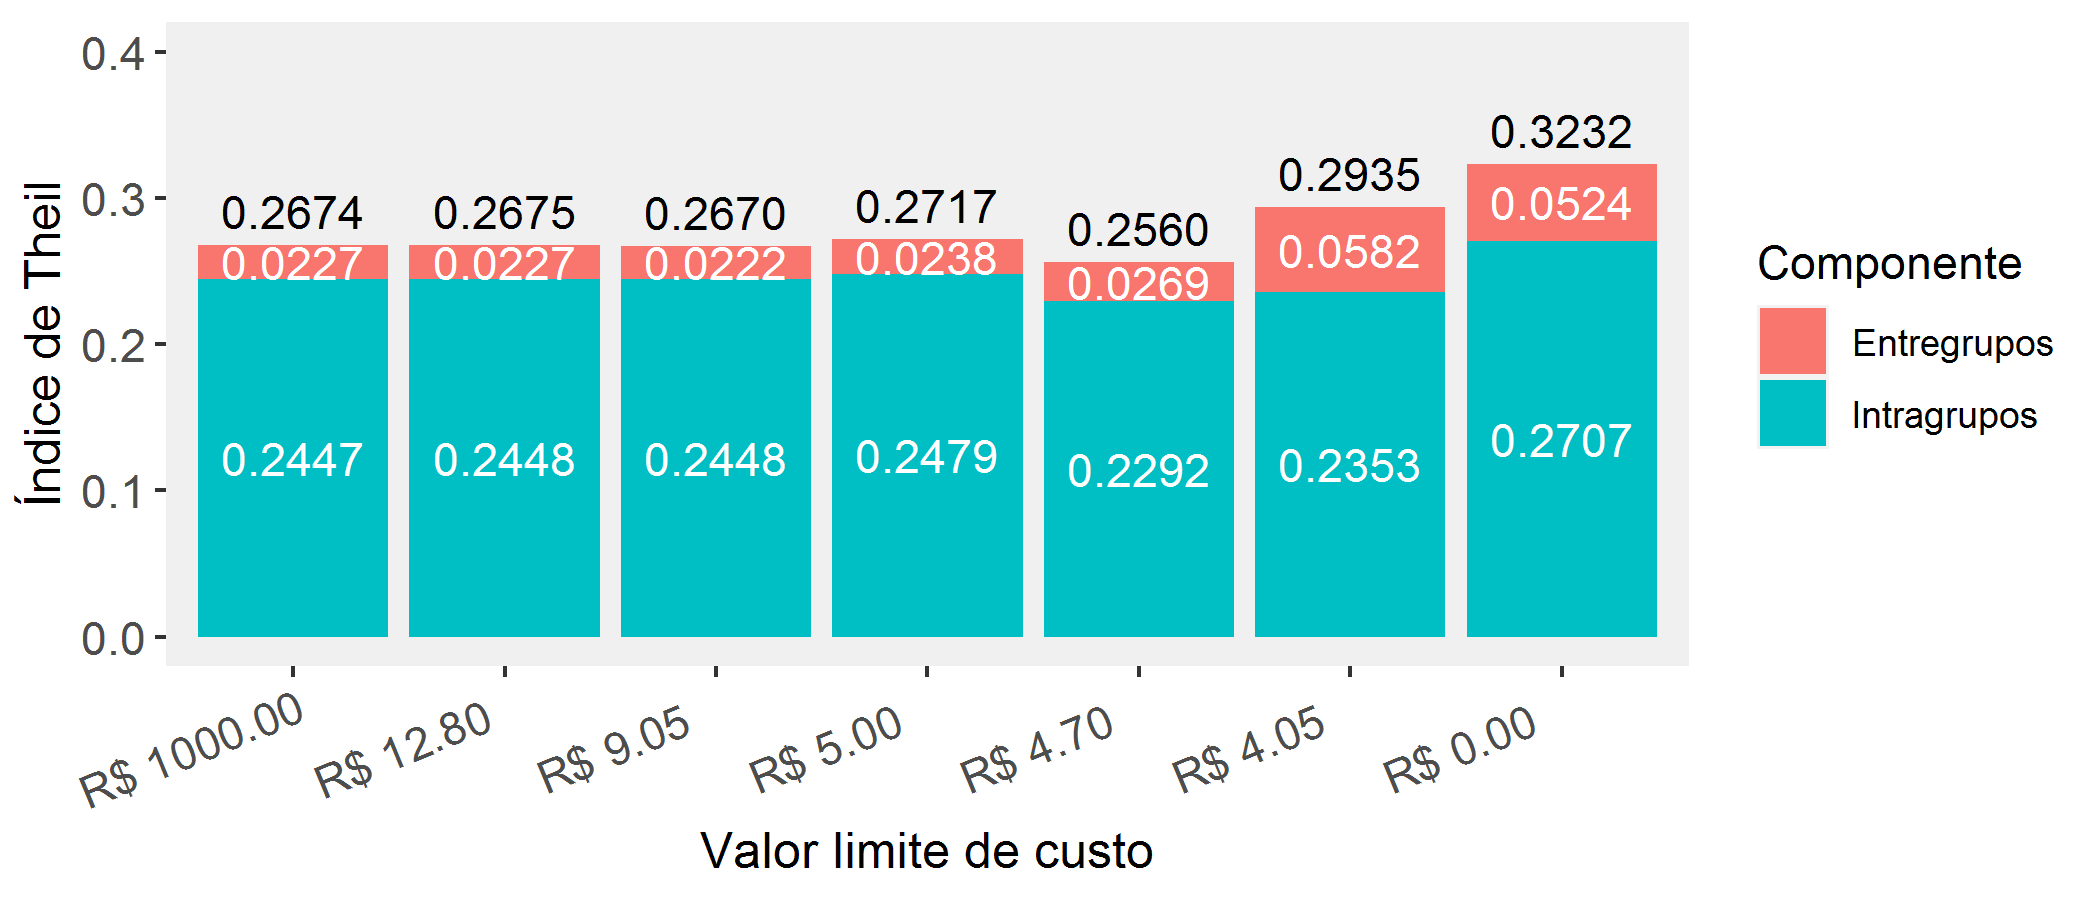 Índice de Theil
0.4
0.3
0.2
0.1
0.0
0.2674 0.2675 0.2670 0.2717 0.2560 0.2935 0.3232
0.0227 0.0227 0.0222 0.0238 0.0269 0.0582 0.0524
0.2447 0.2448 0.2448 0.2479 0.2292 0.2353 0.2707
R$ 1000.00 R$ 12.80 R$ 9.05 R$ 5.00 R$ 4.70 R$ 4.05 R$ 0.00
Valor limite de custo
Componente
Entregrupos
Intragrupos